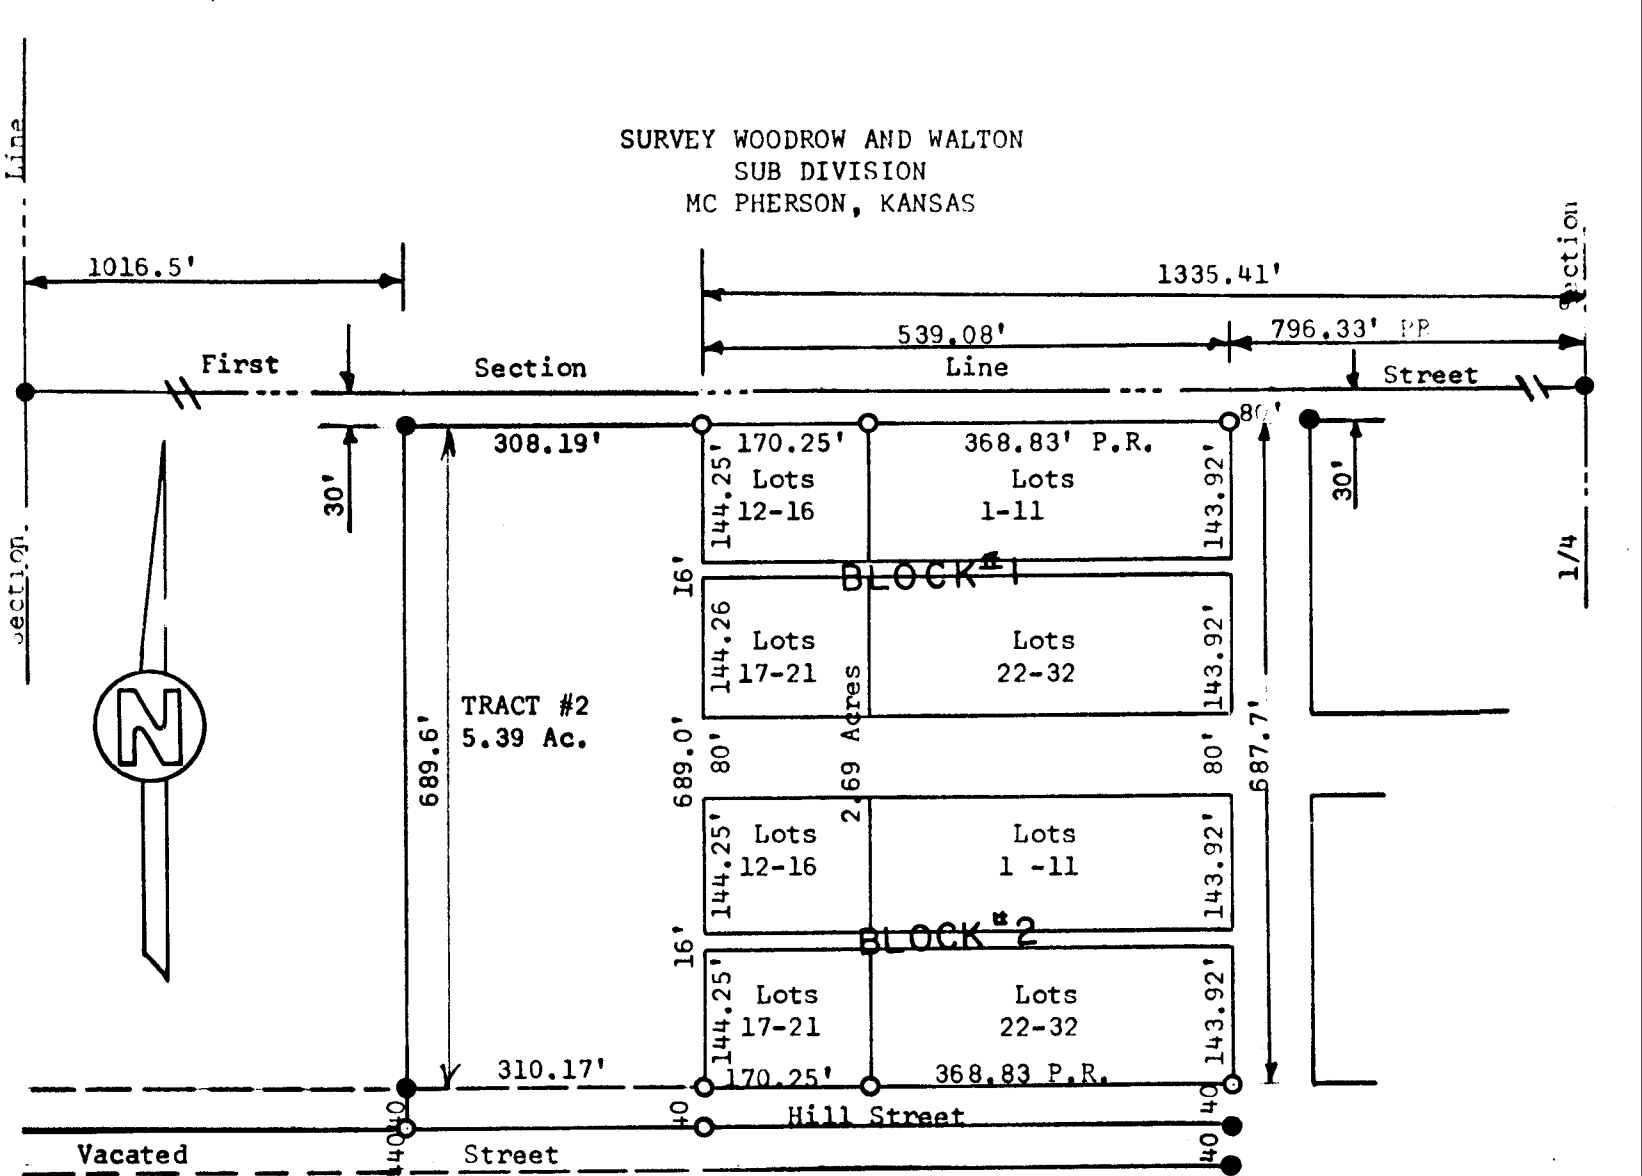 SURVEY WOODROW AND WALTON
SUB DIVISION
MC PHERSON, KANSAS
Line
Section
1016.5'
1335.41'
539.08'
796.33' PR
First
Section
Line
Street
308.19'
170.25'
368.83' P.R.
80'
30'
30'
144.25'
Lots
12-16
Lots
1-11
143.92'
16'
BLOCK #1
144.26
Lots
17-21
Lots
22-32
143.92'
Section
1/4
N
TRACT #2
5.39 Ac.
689.6'
689.0'
80'
2.69 Acres
80'
687.7'
144.25'
Lots
12-16
Lots
1 -11
143.92'
16'
BLOCK #2
144.25'
Lots
17-21
Lots
22-32
143.92'
310.17'
170.25'
368.83 P.R.
40
40
40
Hill Street
40
40
Vacated
Street